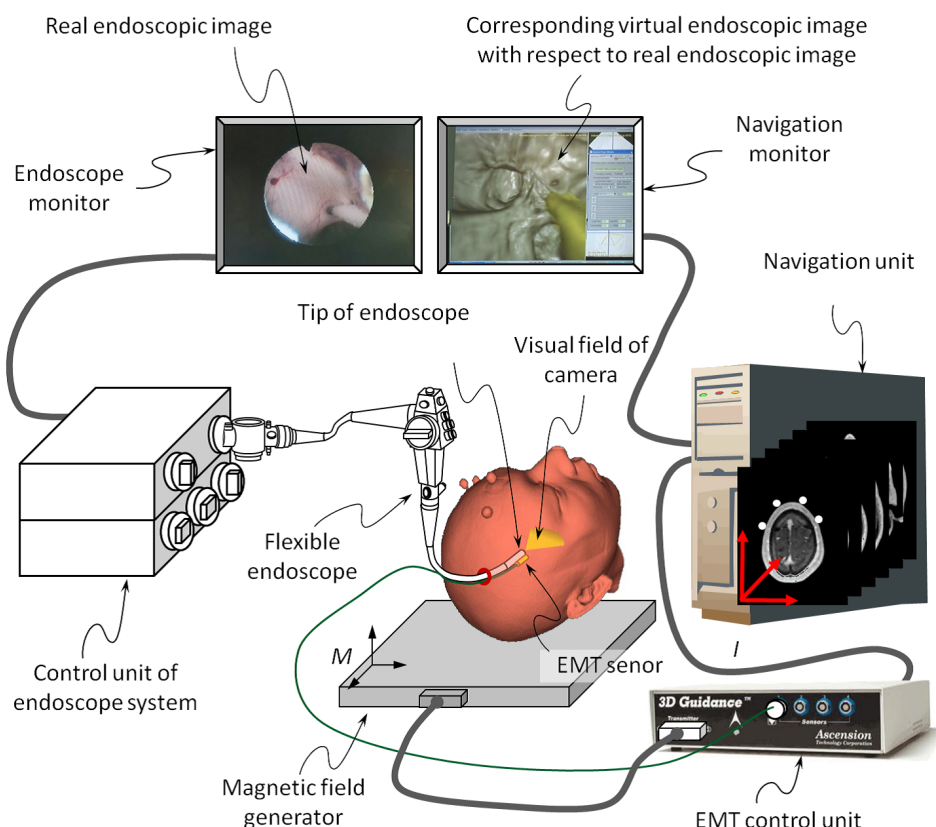 Real endoscopic image
Corresponding virtual endoscopic image
with respect to real endoscopic image
Endoscope
monitor
Navigation
monitor
Navigation unit
Tip of endoscope
Visual field of
camera
Flexible
endoscope
M
EMT senor
I
Control unit of
endoscope system
3D Guidance™
Transmitter
Sensors
Ascension
Technology Corporation
Magnetic field
generator
EMT control unit